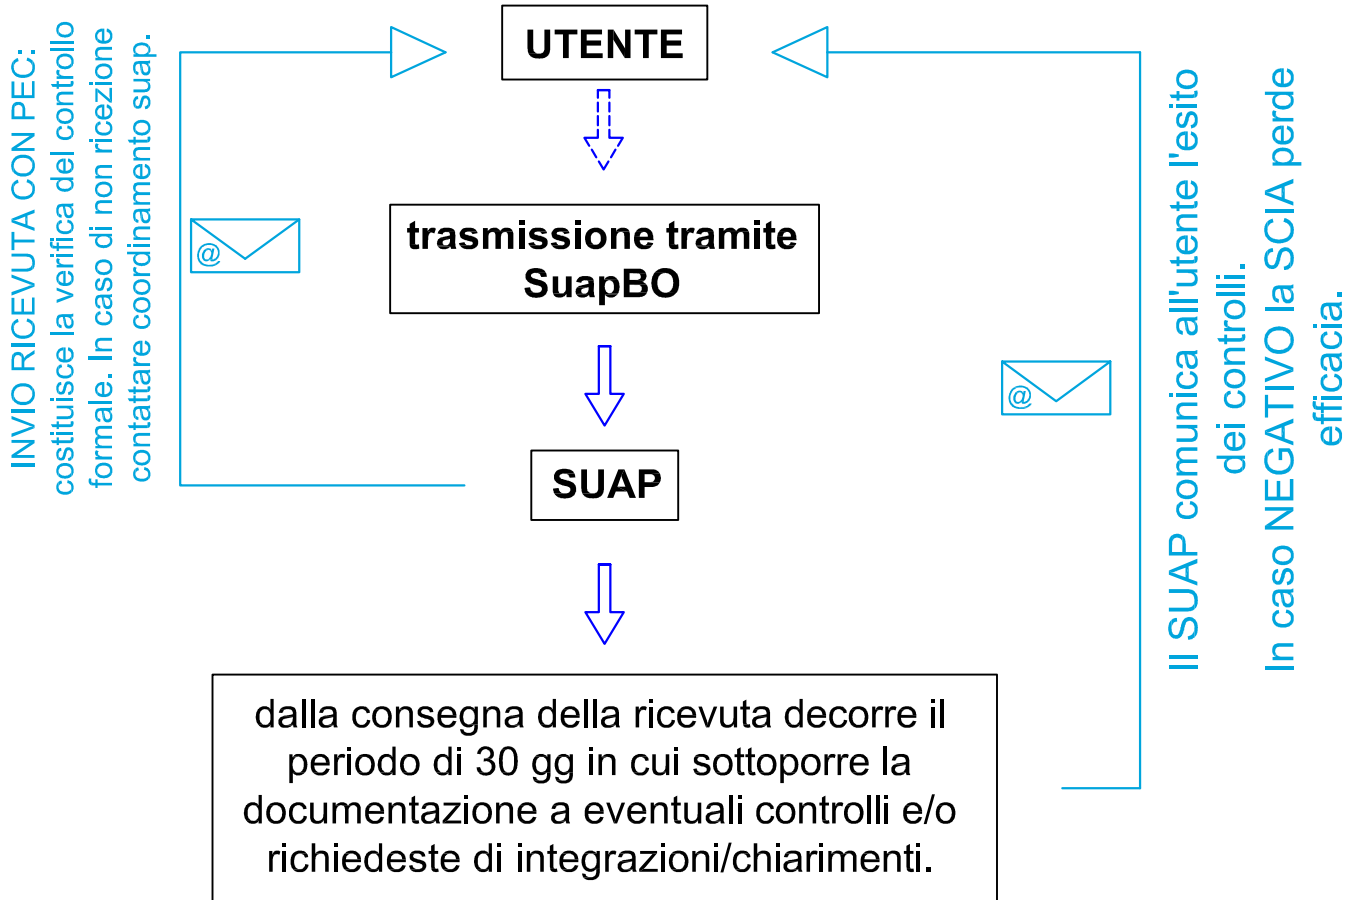 INVIO RICEVUTA CON PEC:
costituisce la verifica del controllo
formale. In caso di non ricezione
contattare coordinamento suap.
@
UTENTE
trasmissione tramite
SuapBO
SUAP
dalla consegna della ricevuta decorre il
periodo di 30 gg in cui sottoporre la
documentazione a eventuali controlli e/o
richiedeste di integrazioni/chiarimenti.
@
Il SUAP comunica all'utente l'esito
dei controlli.
In caso NEGATIVO la SCIA perde
efficacia.